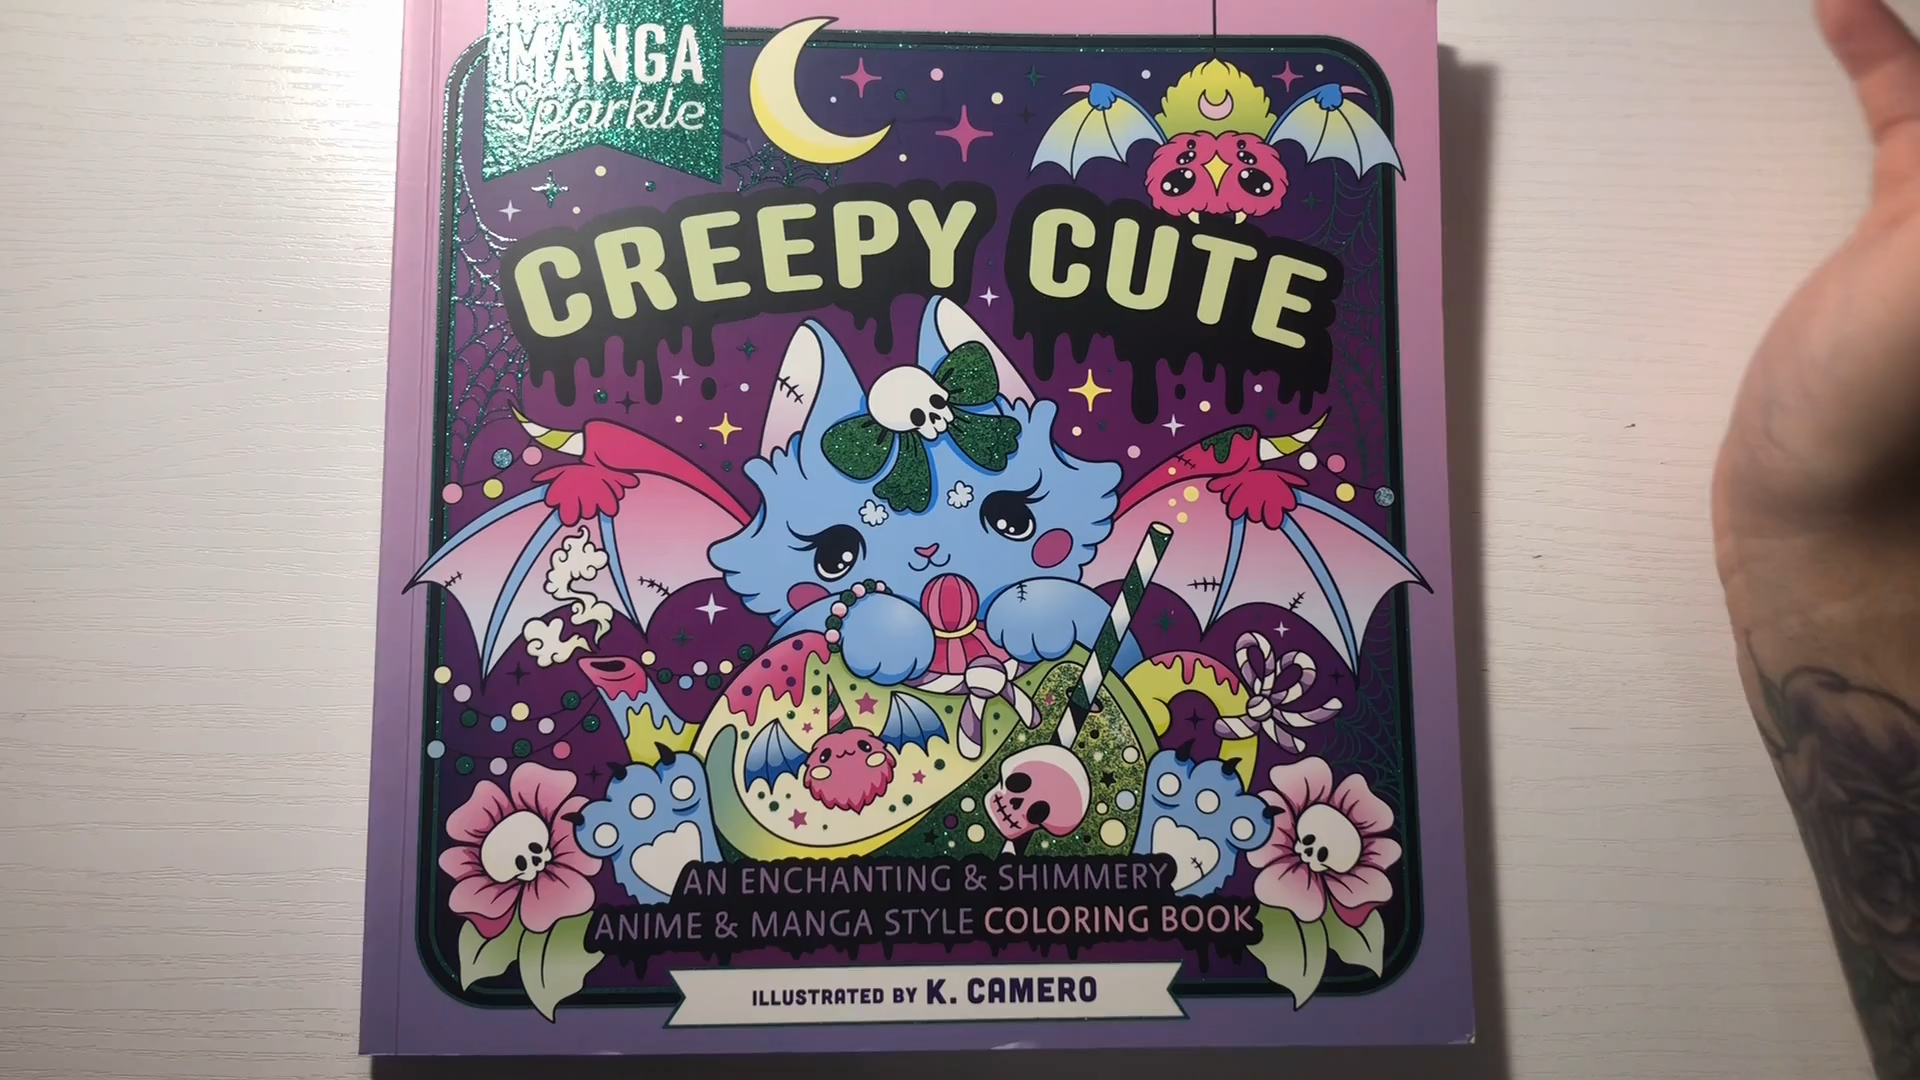 MANGA
Sparkle
CREEPY CUTE
AN ENCHANTING & SHIMMERY
ANIME & MANGA STYLE COLORING BOOK
ILLUSTRATED BY K. CAMERO